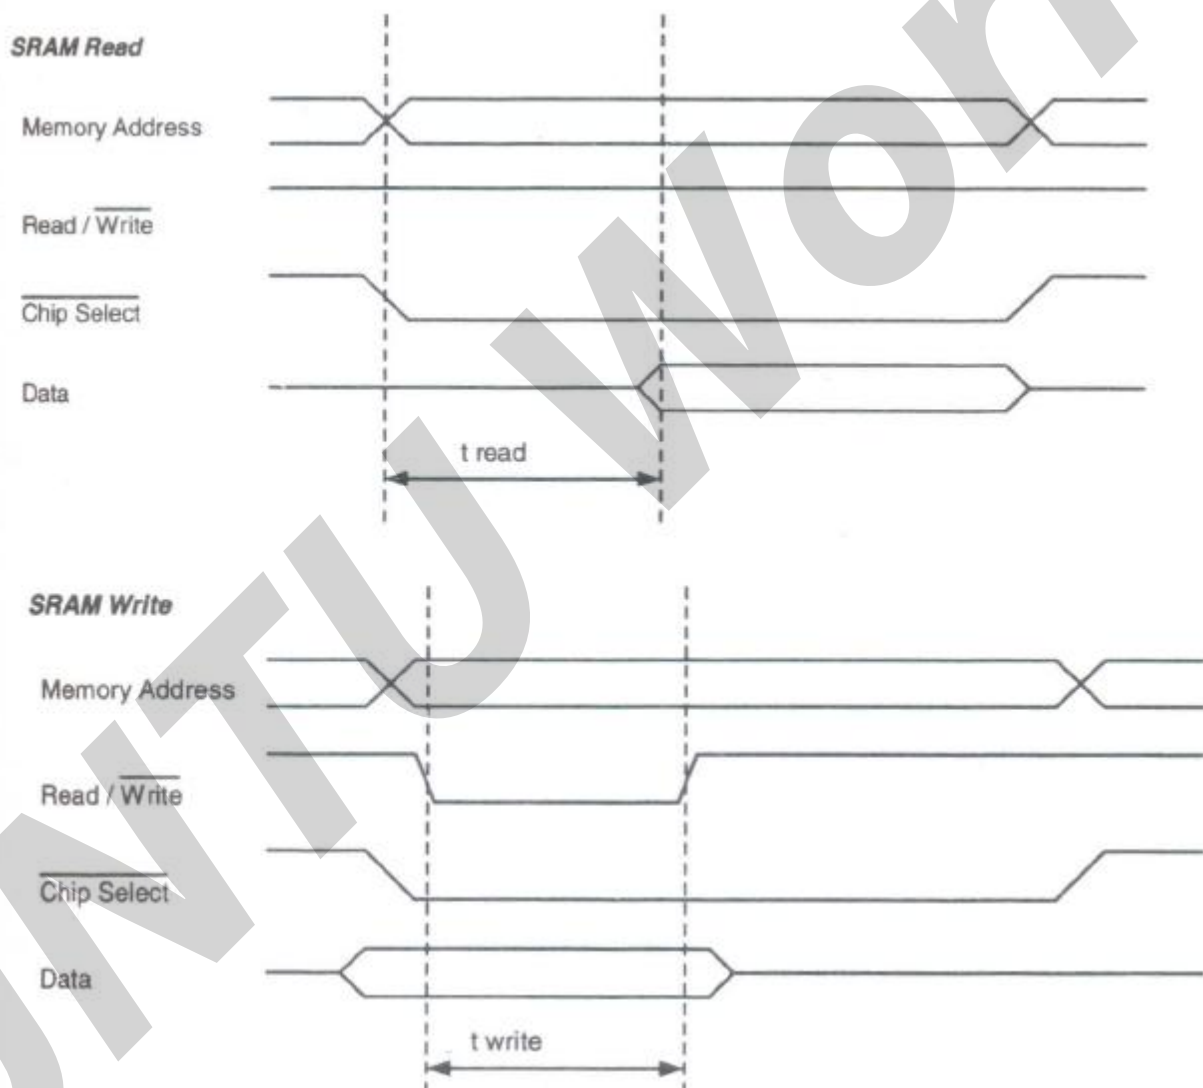 SRAM Read
Memory Address
Read / Write
Chip Select
Data
t read
SRAM Write
Memory Address
Read / Write
Chip Select
Data
t write